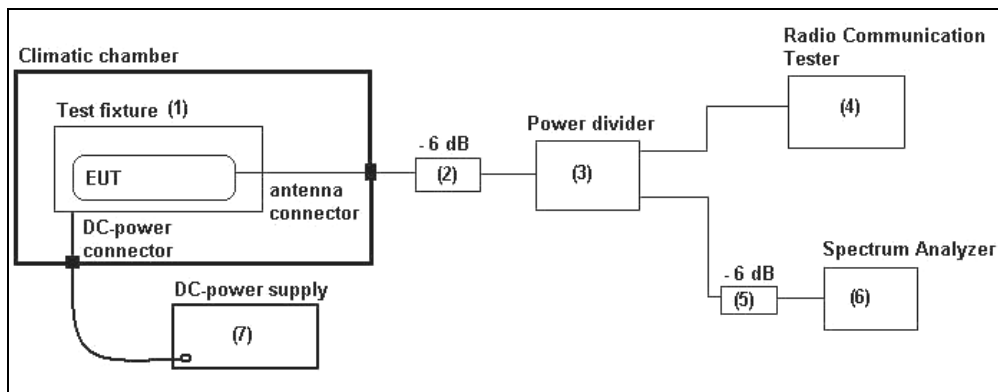 Radio Communication
Tester
Climatic chamber
Test fixture (1)
Power divider
(4)
- 6 dB
(2)
(3)
EUT
antenna
connector
DC-power
connector
Spectrum Analyzer
- 6 dB
(5)
(6)
DC-power supply
(7)